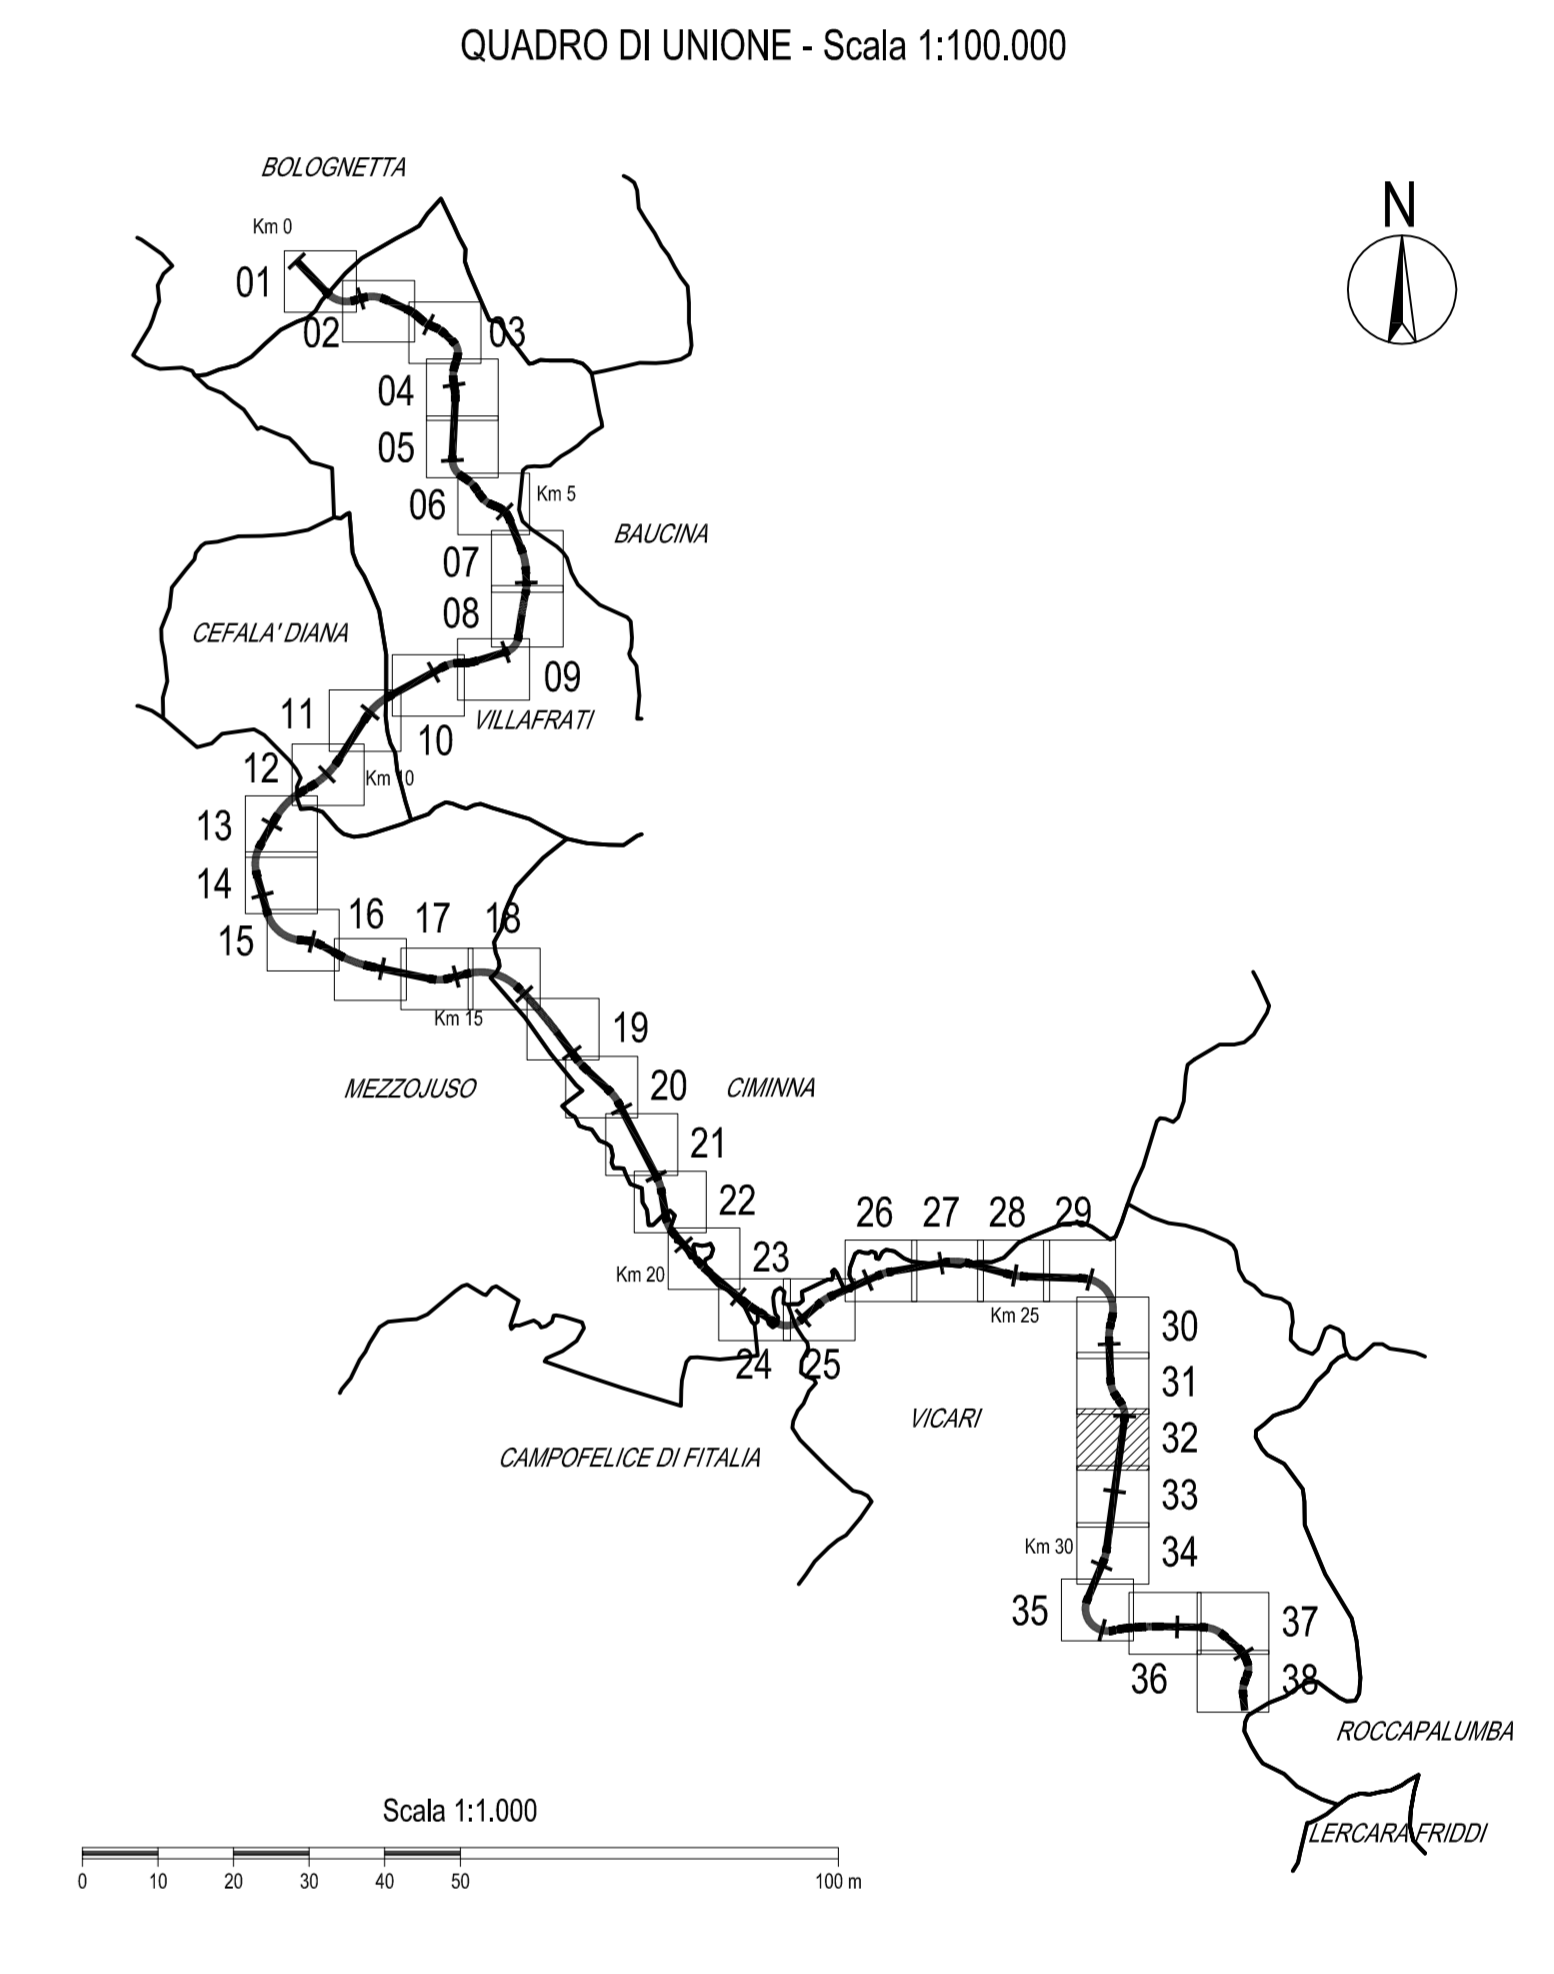 QUADRO DI UNIONE - Scala 1:100.000
BOLOGNETTA
N
Km 0
01
02
03
04
05
06
Km 5
BAUCINA
07
08
CEFALA' DIANA
09
11
VILLAFRATI
10
12
Km 10
13
14
15
16
17
18
Km 15
19
MEZZOJUSO
20
CIMINNA
21
22
26
27
28
29
23
Km 20
Km 25
30
24
25
31
VICARI
32
CAMPOFELICE DI FITALIA
33
Km 30
34
35
37
36
38
ROCCAPALUMBA
Scala 1:1.000
LERCARA FRIDDI
0 10 20 30 40 50 100 m